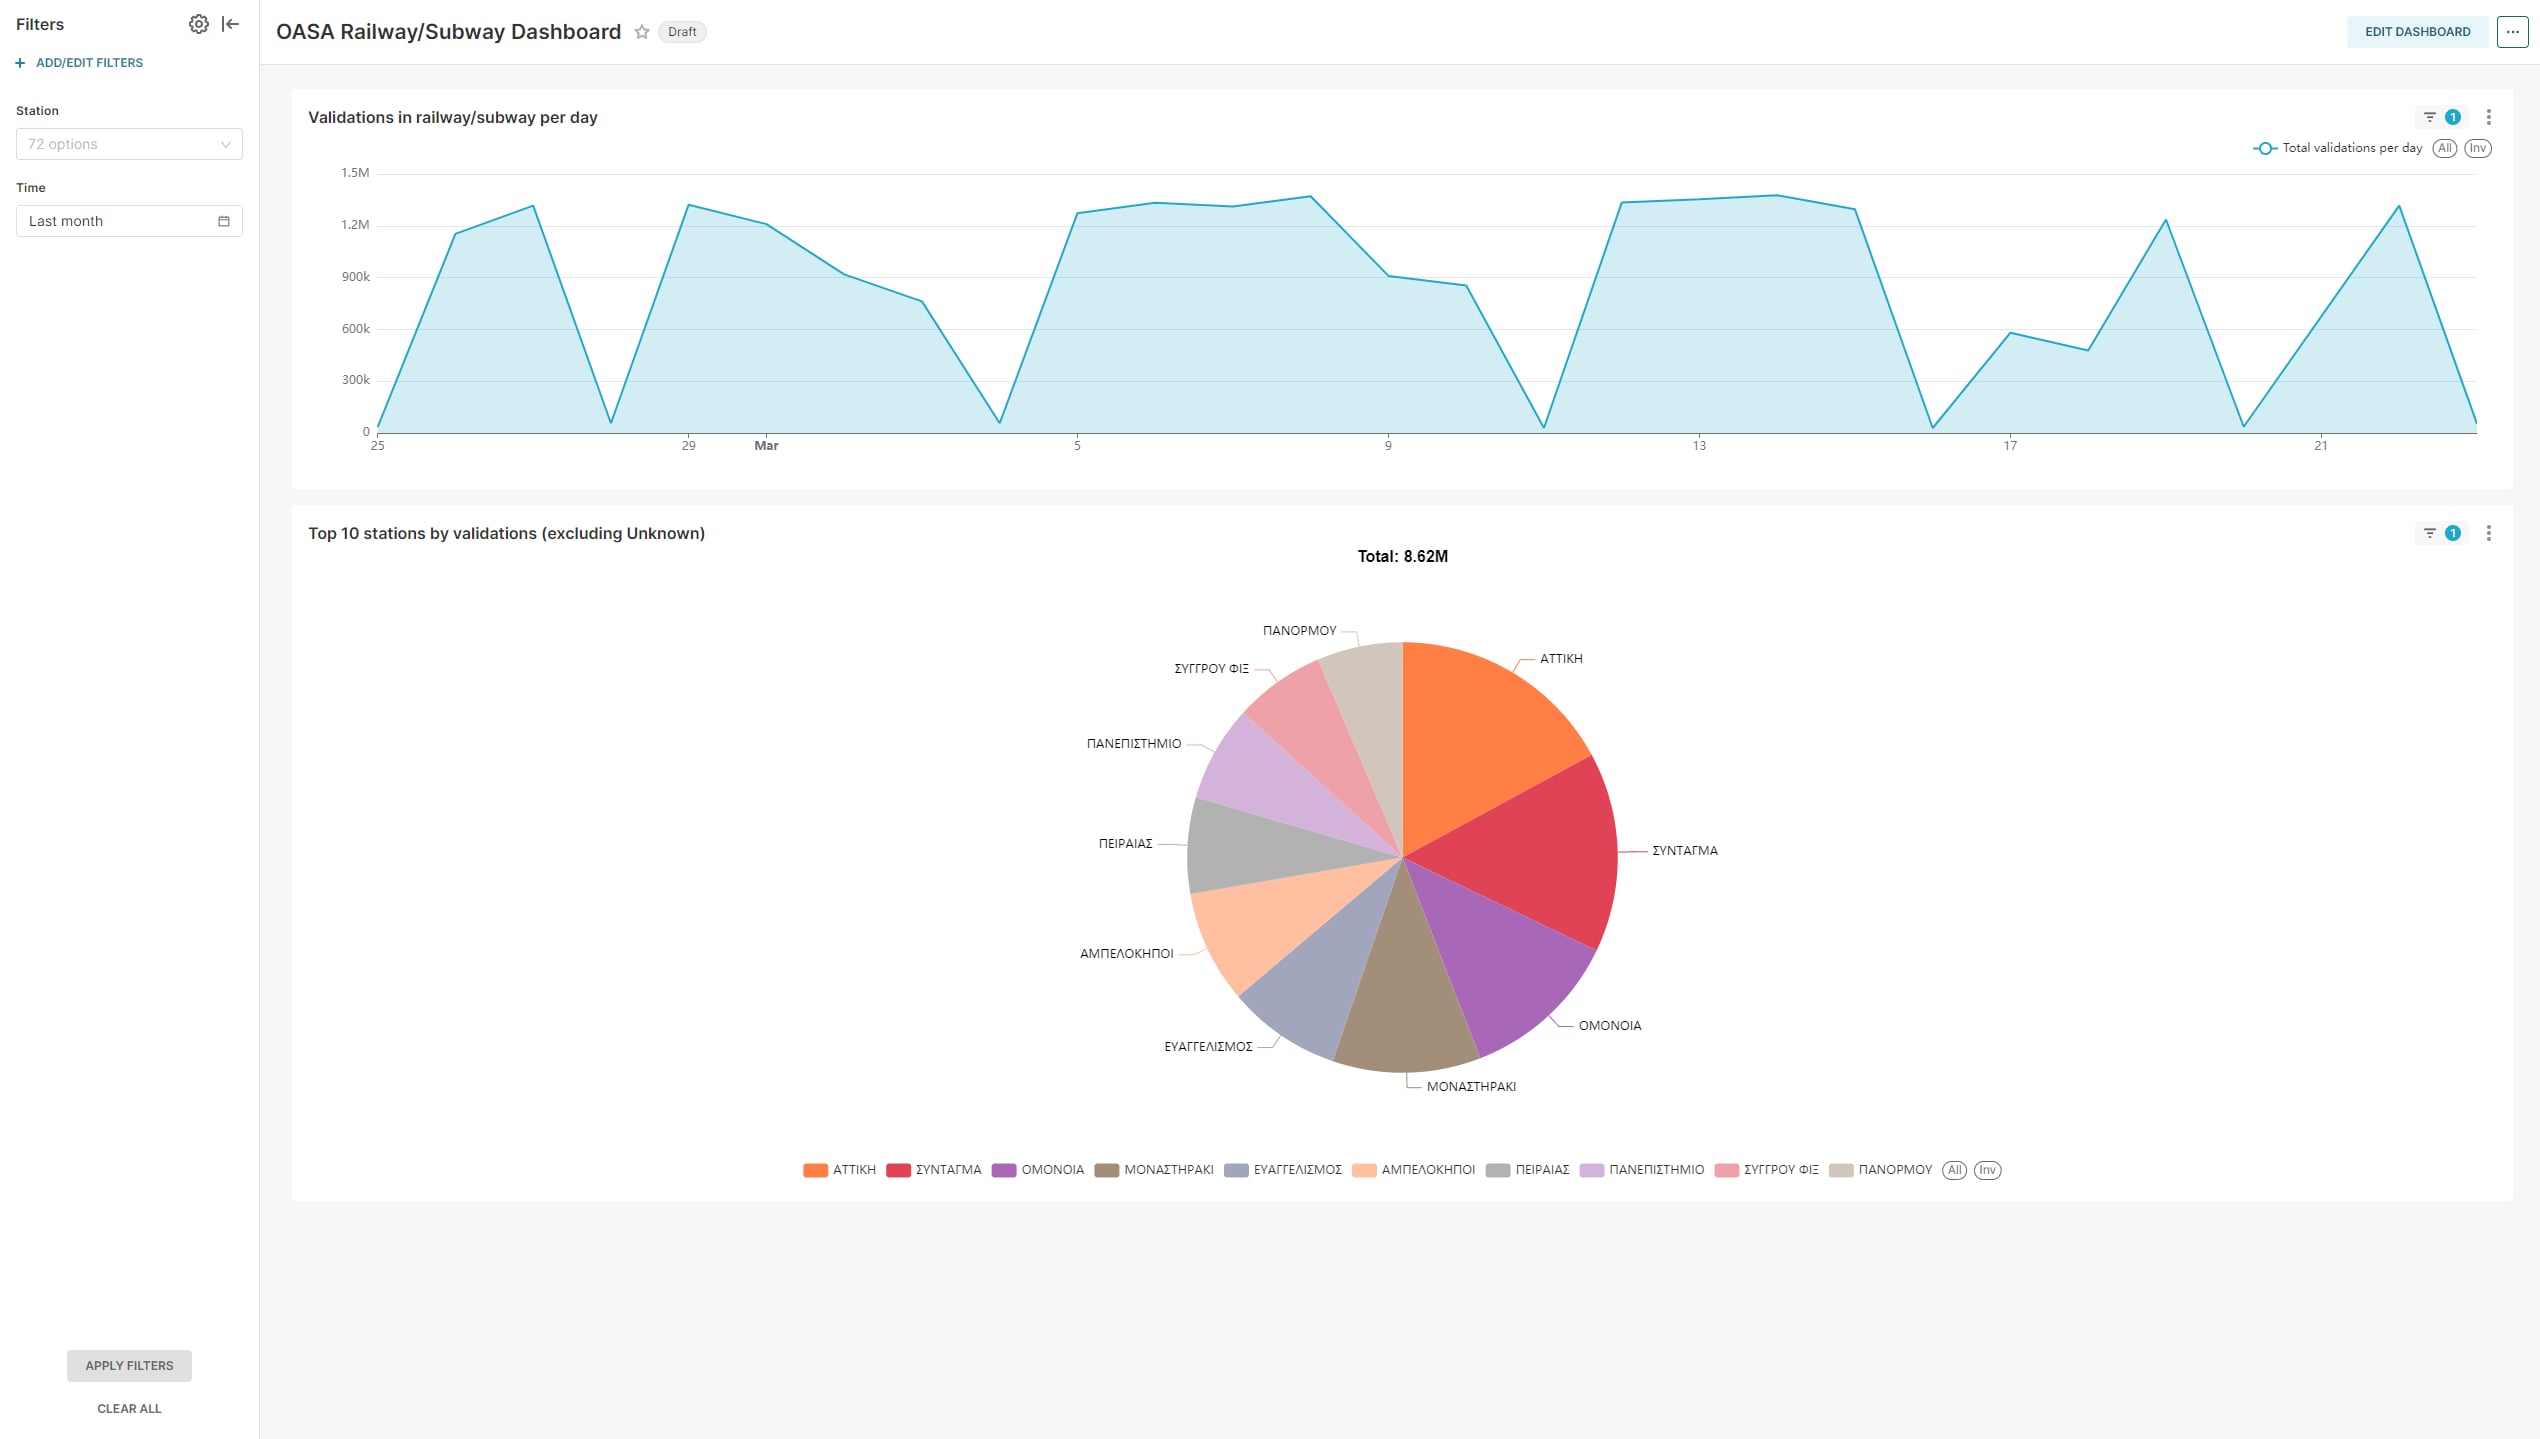 Filters
ADD/EDIT FILTERS
Station
72 options
Time
Last month
APPLY FILTERS
CLEAR ALL
OASA Railway/Subway Dashboard Draft
EDIT DASHBOARD
Validations in railway/subway per day
1
Total validations per day All Inv
1.5M
1.2M
900k
600k
300k
0
25 29 Mar 5 9 13 17 21
Top 10 stations by validations (excluding Unknown)
1
Total: 8.62M
ΠΑΝΟΡΜΟΥ
ΑΤΤΙΚΗ
ΣΥΓΓΡΟΥ ΦΙΞ
ΠΑΝΕΠΙΣΤΗΜΙΟ
ΠΕΙΡΑΙΑΣ
ΣΥΝΤΑΓΜΑ
ΑΜΠΕΛΟΚΗΠΟΙ
ΟΜΟΝΟΙΑ
ΕΥΑΓΓΕΛΙΣΜΟΣ
ΜΟΝΑΣΤΗΡΑΚΙ
ΑΤΤΙΚΗ ΣΥΝΤΑΓΜΑ ΟΜΟΝΟΙΑ ΜΟΝΑΣΤΗΡΑΚΙ ΕΥΑΓΓΕΛΙΣΜΟΣ ΑΜΠΕΛΟΚΗΠΟΙ ΠΕΙΡΑΙΑΣ ΠΑΝΕΠΙΣΤΗΜΙΟ ΣΥΓΓΡΟΥ ΦΙΞ ΠΑΝΟΡΜΟΥ All Inv